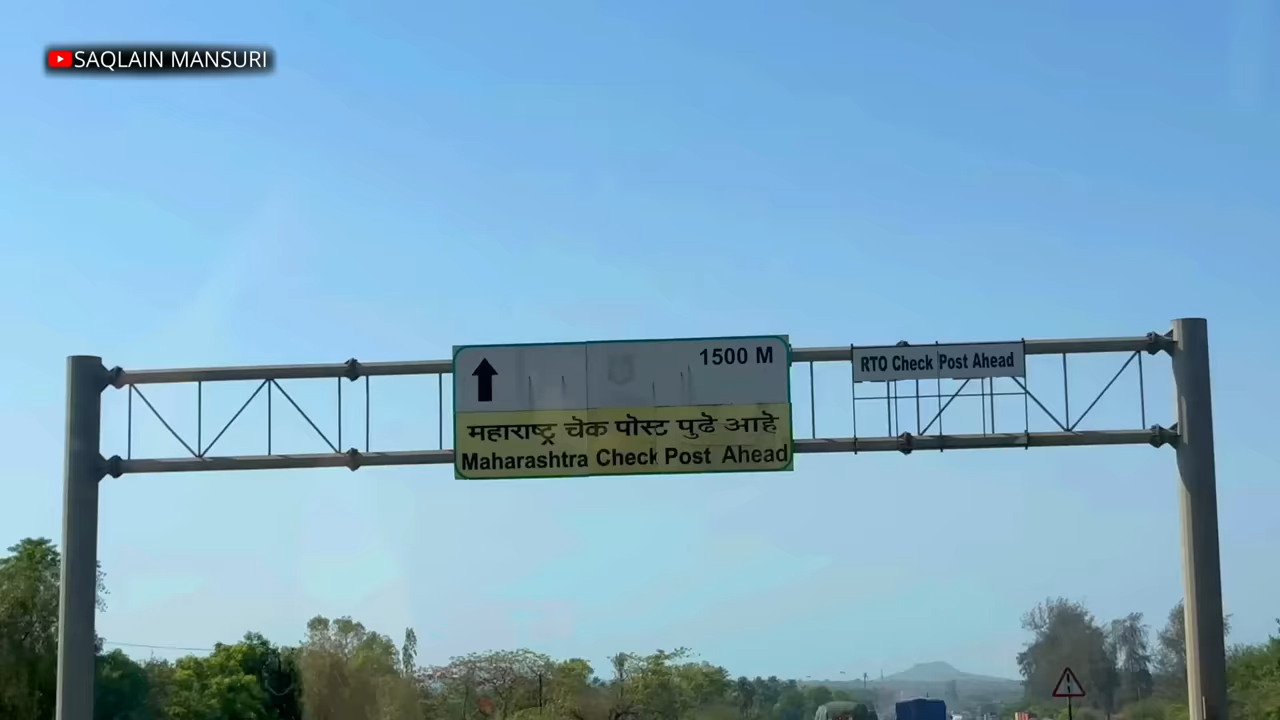 SAQLAIN MANSURI
1500 M
महाराष्ट्र चेक पोस्ट पुढे आहे
Maharashtra Check Post Ahead
RTO Check Post Ahead